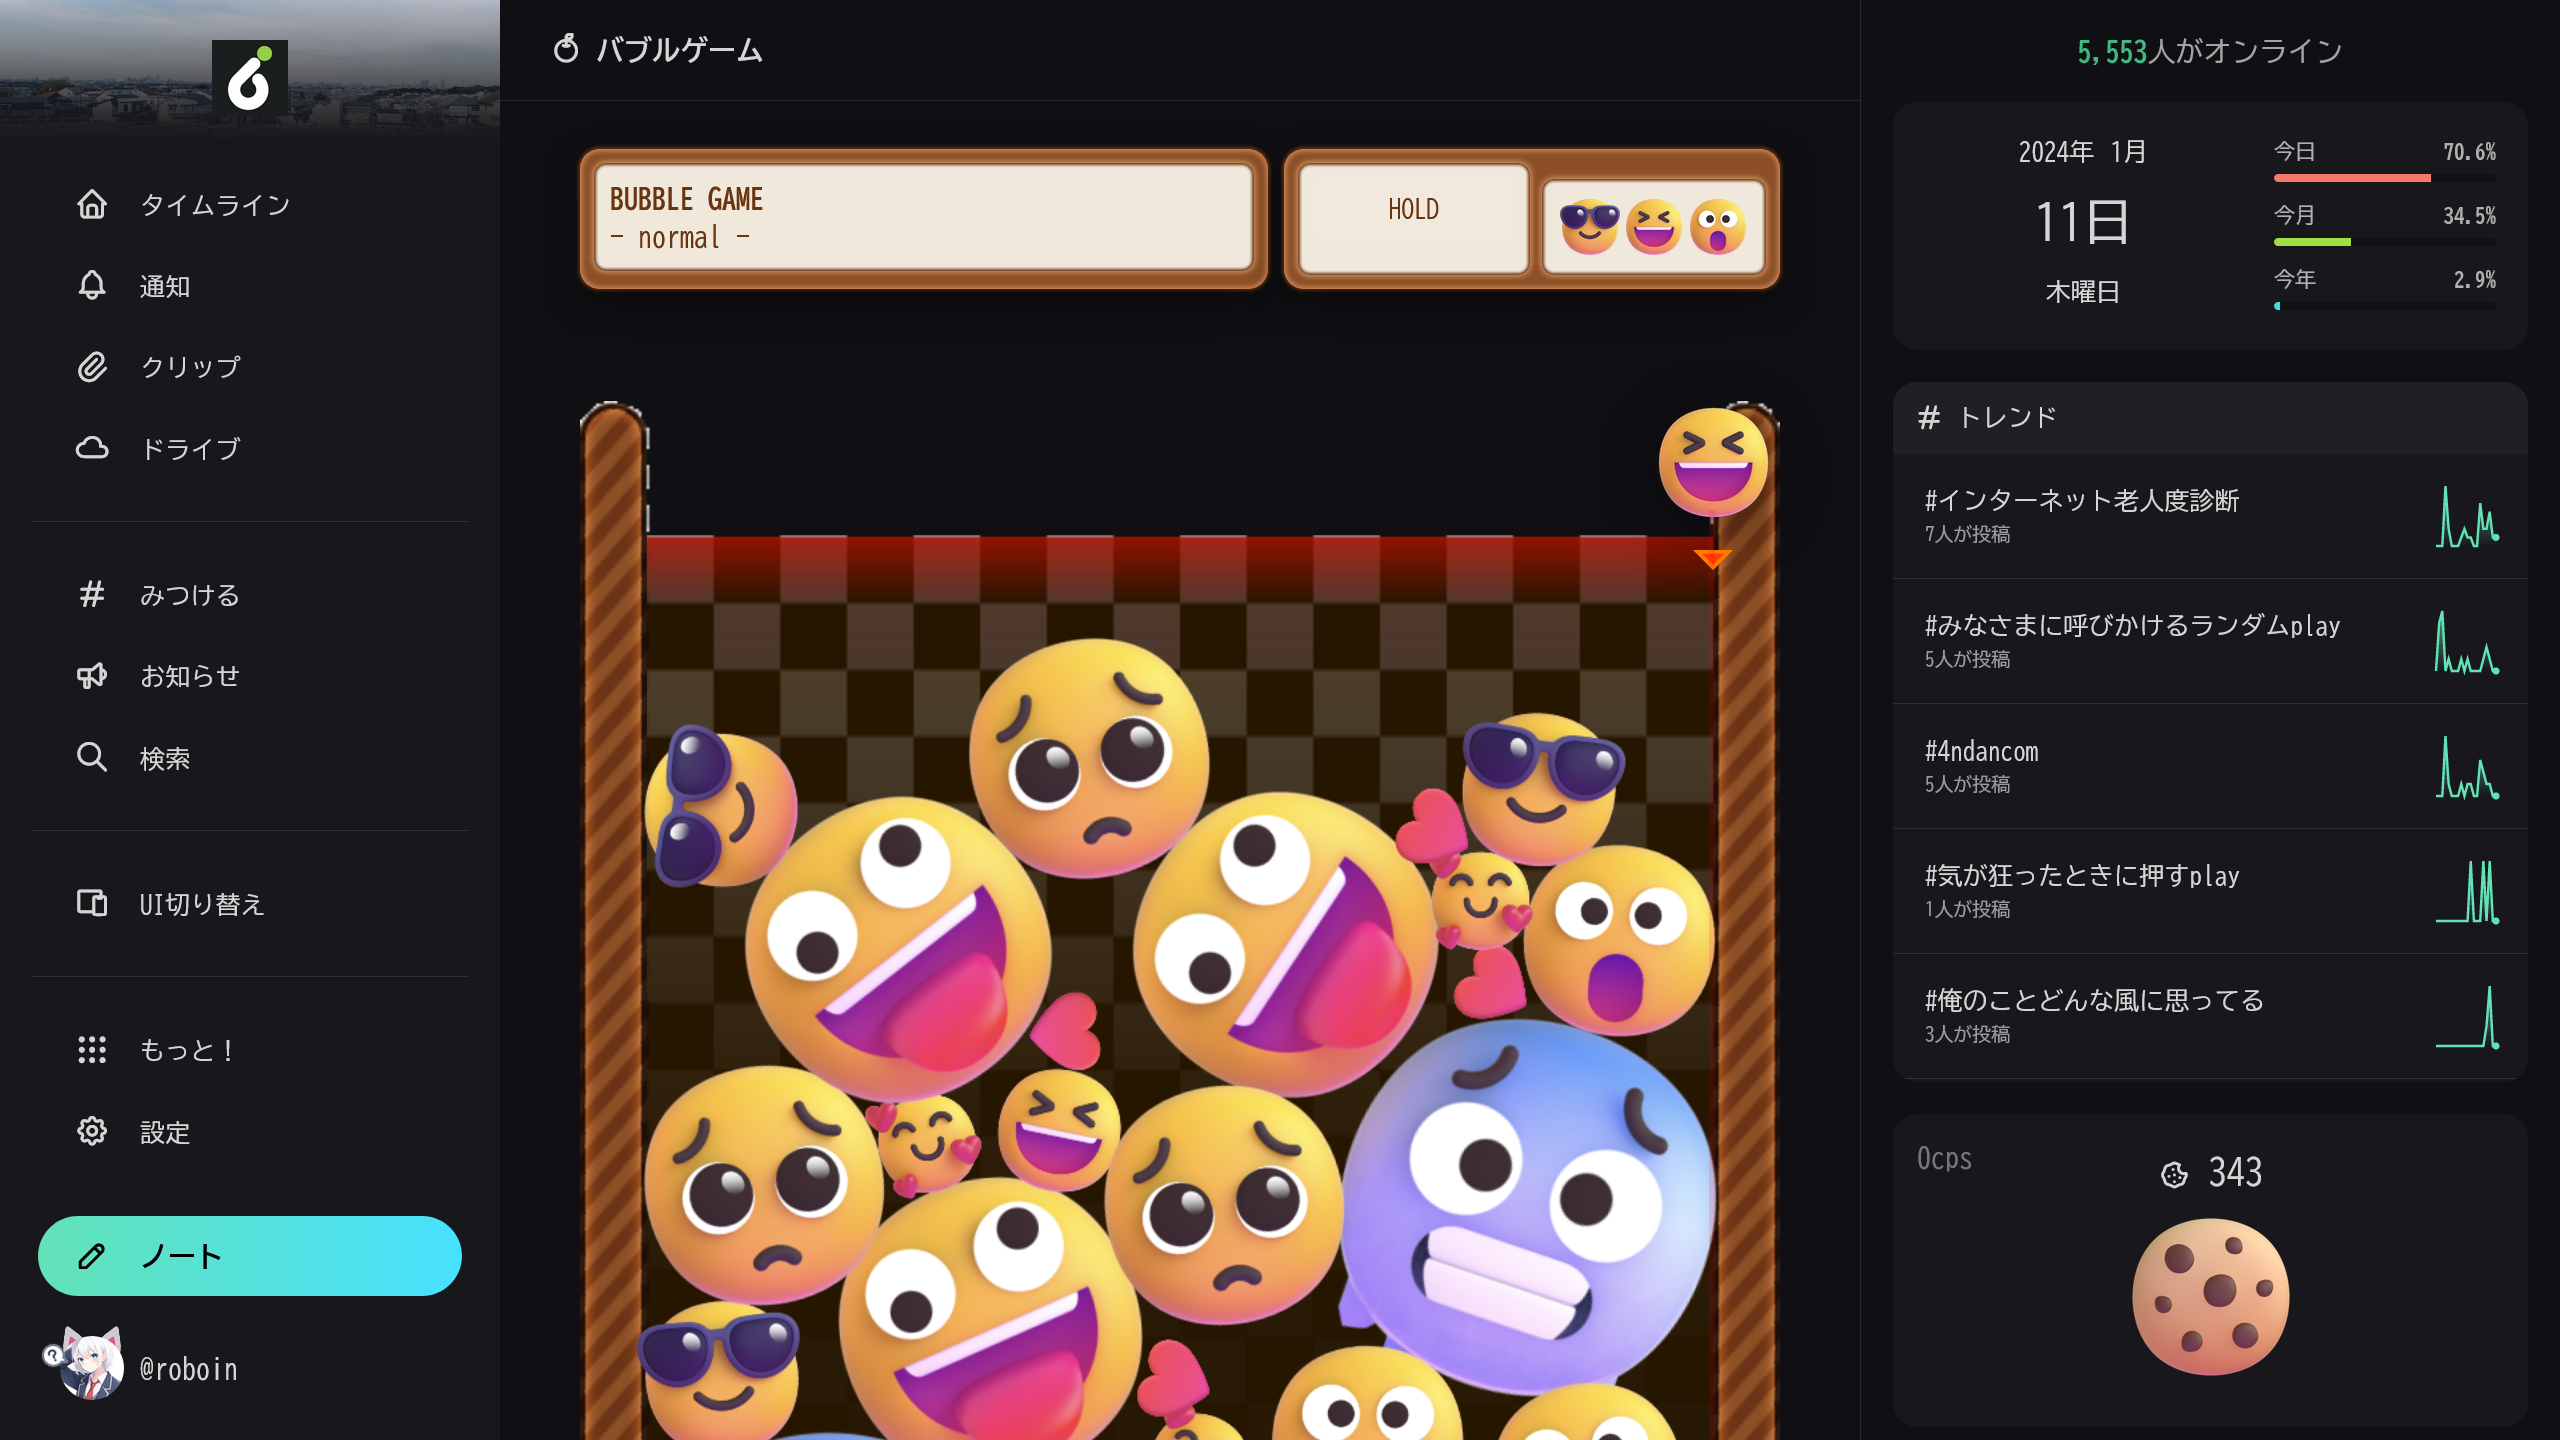 タイムライン
通知
クリップ
ドライブ
みつける
お知らせ
検索
UI切り替え
もっと！
設定
ノート
@roboin
バブルゲーム
BUBBLE GAME
- normal -
HOLD
5,553人がオンライン
2024年 1月
11日
木曜日
今日 70.6%
今月 34.5%
今年 2.9%
# トレンド
#インターネット老人度診断
7人が投稿
#みなさまに呼びかけるランダムplay
5人が投稿
#4ndancom
5人が投稿
#気が狂ったときに押すplay
1人が投稿
#俺のことどんな風に思ってる
3人が投稿
0cps
343